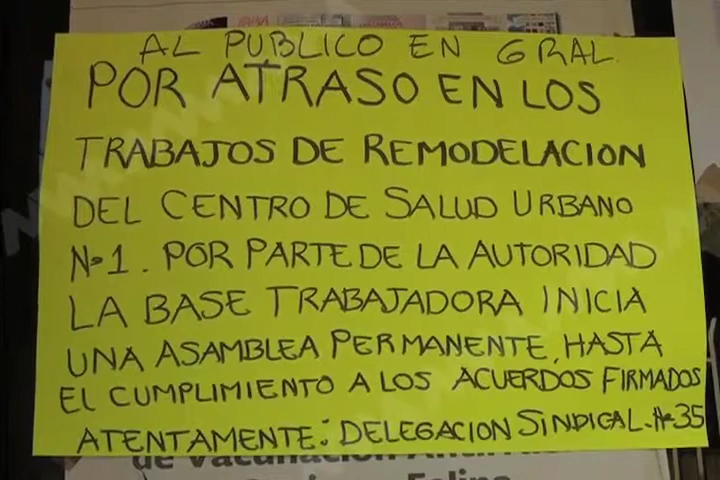 AL PUBLICO EN GRAL.
POR ATRASO EN LOS
TRABAJOS DE REMODELACION
DEL CENTRO DE SALUD URBANO
Nº1. POR PARTE DE LA AUTORIDAD
LA BASE TRABAJADORA INICIA
UNA ASAMBLEA PERMANENTE, HASTA
EL CUMPLIMIENTO A LOS ACUERDOS FIRMADOS
ATENTAMENTE: DELEGACION SINDICAL. Nº35
de Vacunación